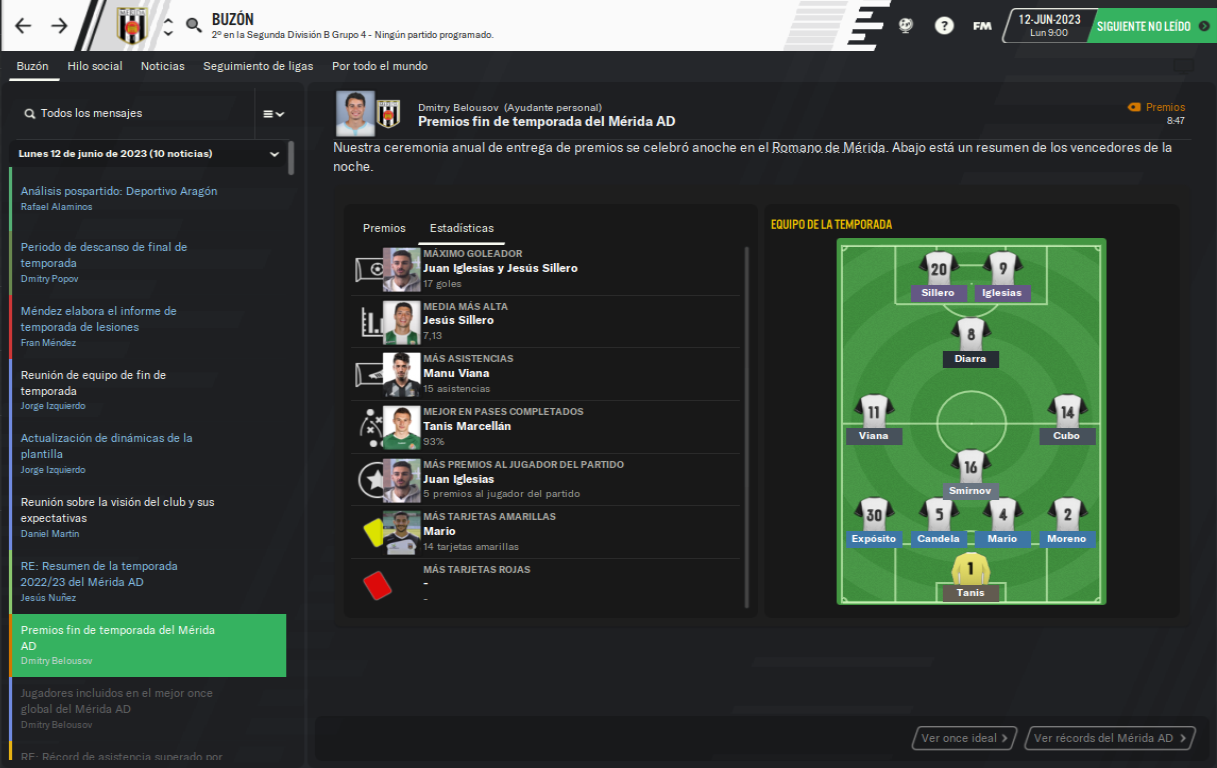 BUZÓN
2º en la Segunda División B Grupo 4 - Ningún partido programado.
?
FM
12-JUN-2023
Lun 9:00
SIGUIENTE NO LEÍDO
Buzón
Hilo social
Noticias
Seguimiento de ligas
Por todo el mundo
Todos los mensajes
Lunes 12 de junio de 2023 (10 noticias)
Análisis pospartido: Deportivo Aragón
Rafael Alaminos
Periodo de descanso de final de
temporada
Dmitry Popov
Méndez elabora el informe de
temporada de lesiones
Fran Méndez
Reunión de equipo de fin de
temporada
Jorge Izquierdo
Actualización de dinámicas de la
plantilla
Jorge Izquierdo
Reunión sobre la visión del club y sus
expectativas
Daniel Martín
RE: Resumen de la temporada
2022/23 del Mérida AD
Jesús Nuñez
Premios fin de temporada del Mérida
AD
Dmitry Belousov
Jugadores incluidos en el mejor once
global del Mérida AD
Dmitry Belousov
RE: Récord de asistencia superado por
Dmitry Belousov (Ayudante personal)
Premios fin de temporada del Mérida AD
Premios
8:47
Nuestra ceremonia anual de entrega de premios se celebró anoche en el Romano de Mérida. Abajo está un resumen de los vencedores de la
noche.
Premios
Estadísticas
MÁXIMO GOLEADOR
Juan Iglesias y Jesús Sillero
17 goles
MEDIA MÁS ALTA
Jesús Sillero
7,13
MÁS ASISTENCIAS
Manu Viana
15 asistencias
MEJOR EN PASES COMPLETADOS
Tanis Marcellán
93%
MÁS PREMIOS AL JUGADOR DEL PARTIDO
Juan Iglesias
5 premios al jugador del partido
MÁS TARJETAS AMARILLAS
Mario
14 tarjetas amarillas
MÁS TARJETAS ROJAS
-
-
EQUIPO DE LA TEMPORADA
20
9
Sillero
Iglesias
8
Diarra
11
14
Viana
Cubo
16
Smirnov
30
5
4
2
Expósito
Candela
Mario
Moreno
1
Tanis
Ver once ideal
Ver récords del Mérida AD